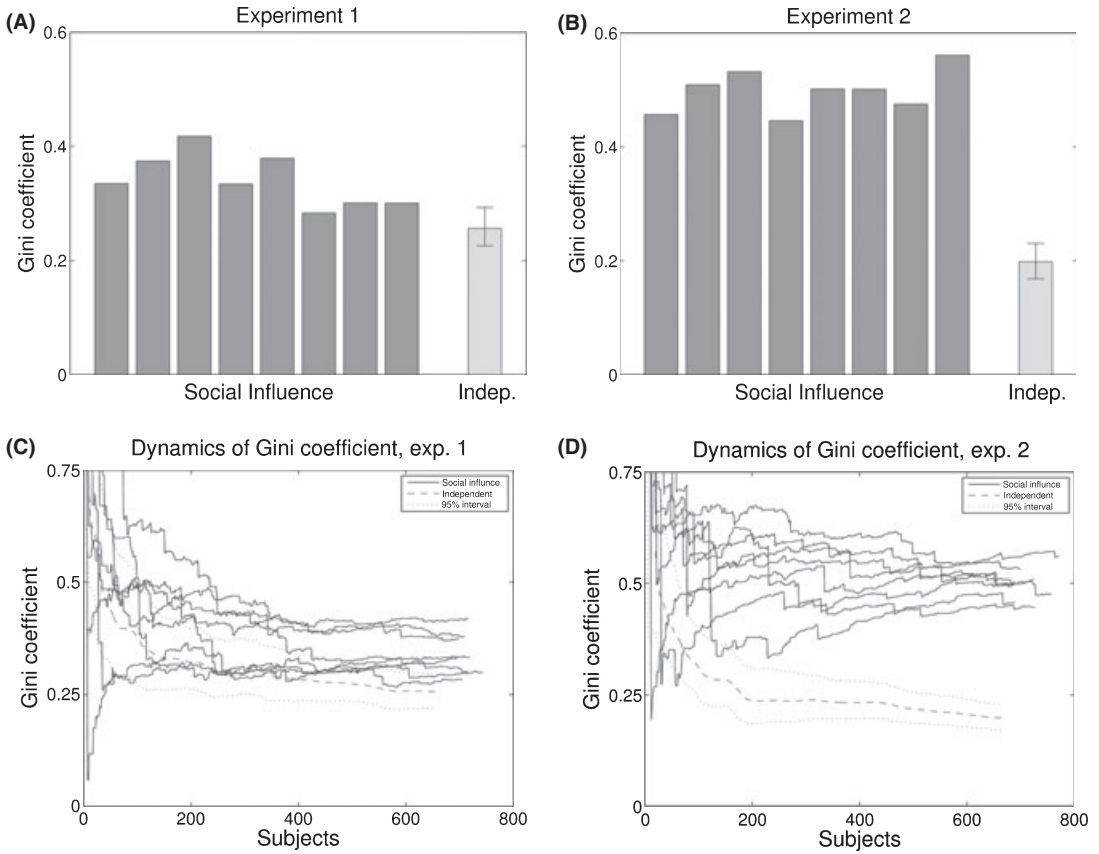 (A)
Experiment 1
0.6
0.4
0.2
0
Gini coefficient
Social Influence
Indep.
(B)
Experiment 2
0.6
0.4
0.2
0
Gini coefficient
Social Influence
Indep.
(C)
Dynamics of Gini coefficient, exp. 1
0.75
0.5
0.25
0
Gini coefficient
Social influnce
Independent
95% interval
0 200 400 600 800
Subjects
(D)
Dynamics of Gini coefficient, exp. 2
0.75
0.5
0.25
0
Gini coefficient
Social influnce
Independent
95% interval
0 200 400 600 800
Subjects